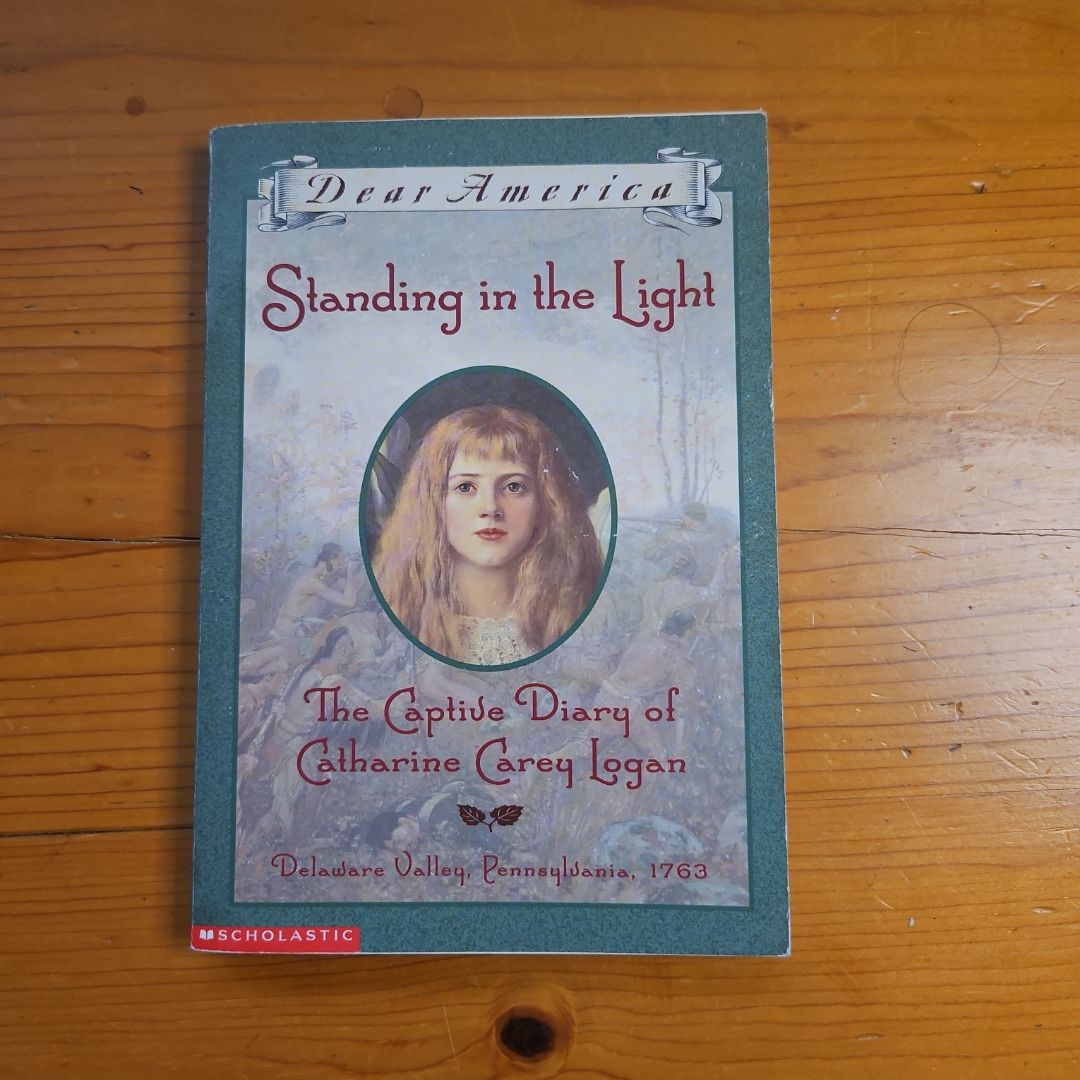 Dear America
Standing in the Light
The Captive Diary of
Catharine Carey Logan
Delaware Valley, Pennsylvania, 1763
SCHOLASTIC